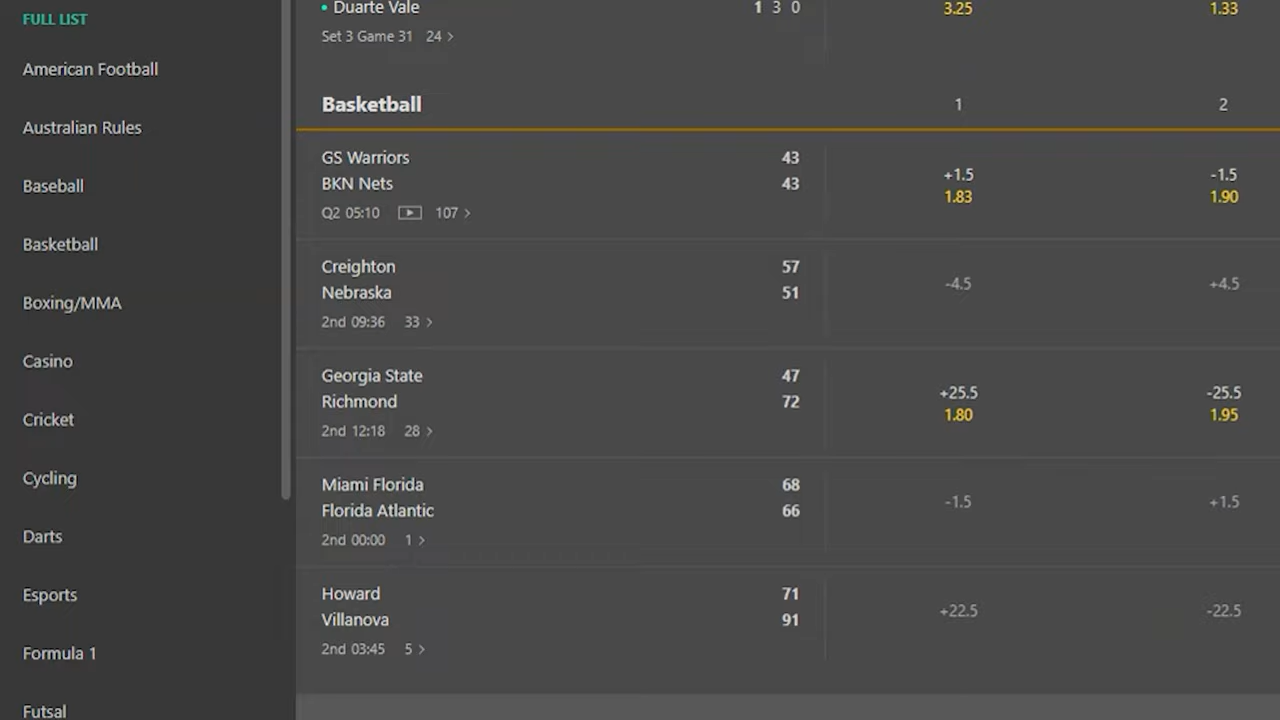 FULL LIST
American Football
Australian Rules
Baseball
Basketball
Boxing/MMA
Casino
Cricket
Cycling
Darts
Esports
Formula 1
Futsal
Duarte Vale 1 3 0 3.25 1.33
Set 3 Game 31 24 >
Basketball 1 2
GS Warriors 43
BKN Nets 43
+1.5 -1.5
1.83 1.90
Q2 05:10 107 >
Creighton 57
Nebraska 51
-4.5 +4.5
2nd 09:36 33 >
Georgia State 47
Richmond 72
+25.5 -25.5
1.80 1.95
2nd 12:18 28 >
Miami Florida 68
Florida Atlantic 66
-1.5 +1.5
2nd 00:00 1 >
Howard 71
Villanova 91
+22.5 -22.5
2nd 03:45 5 >